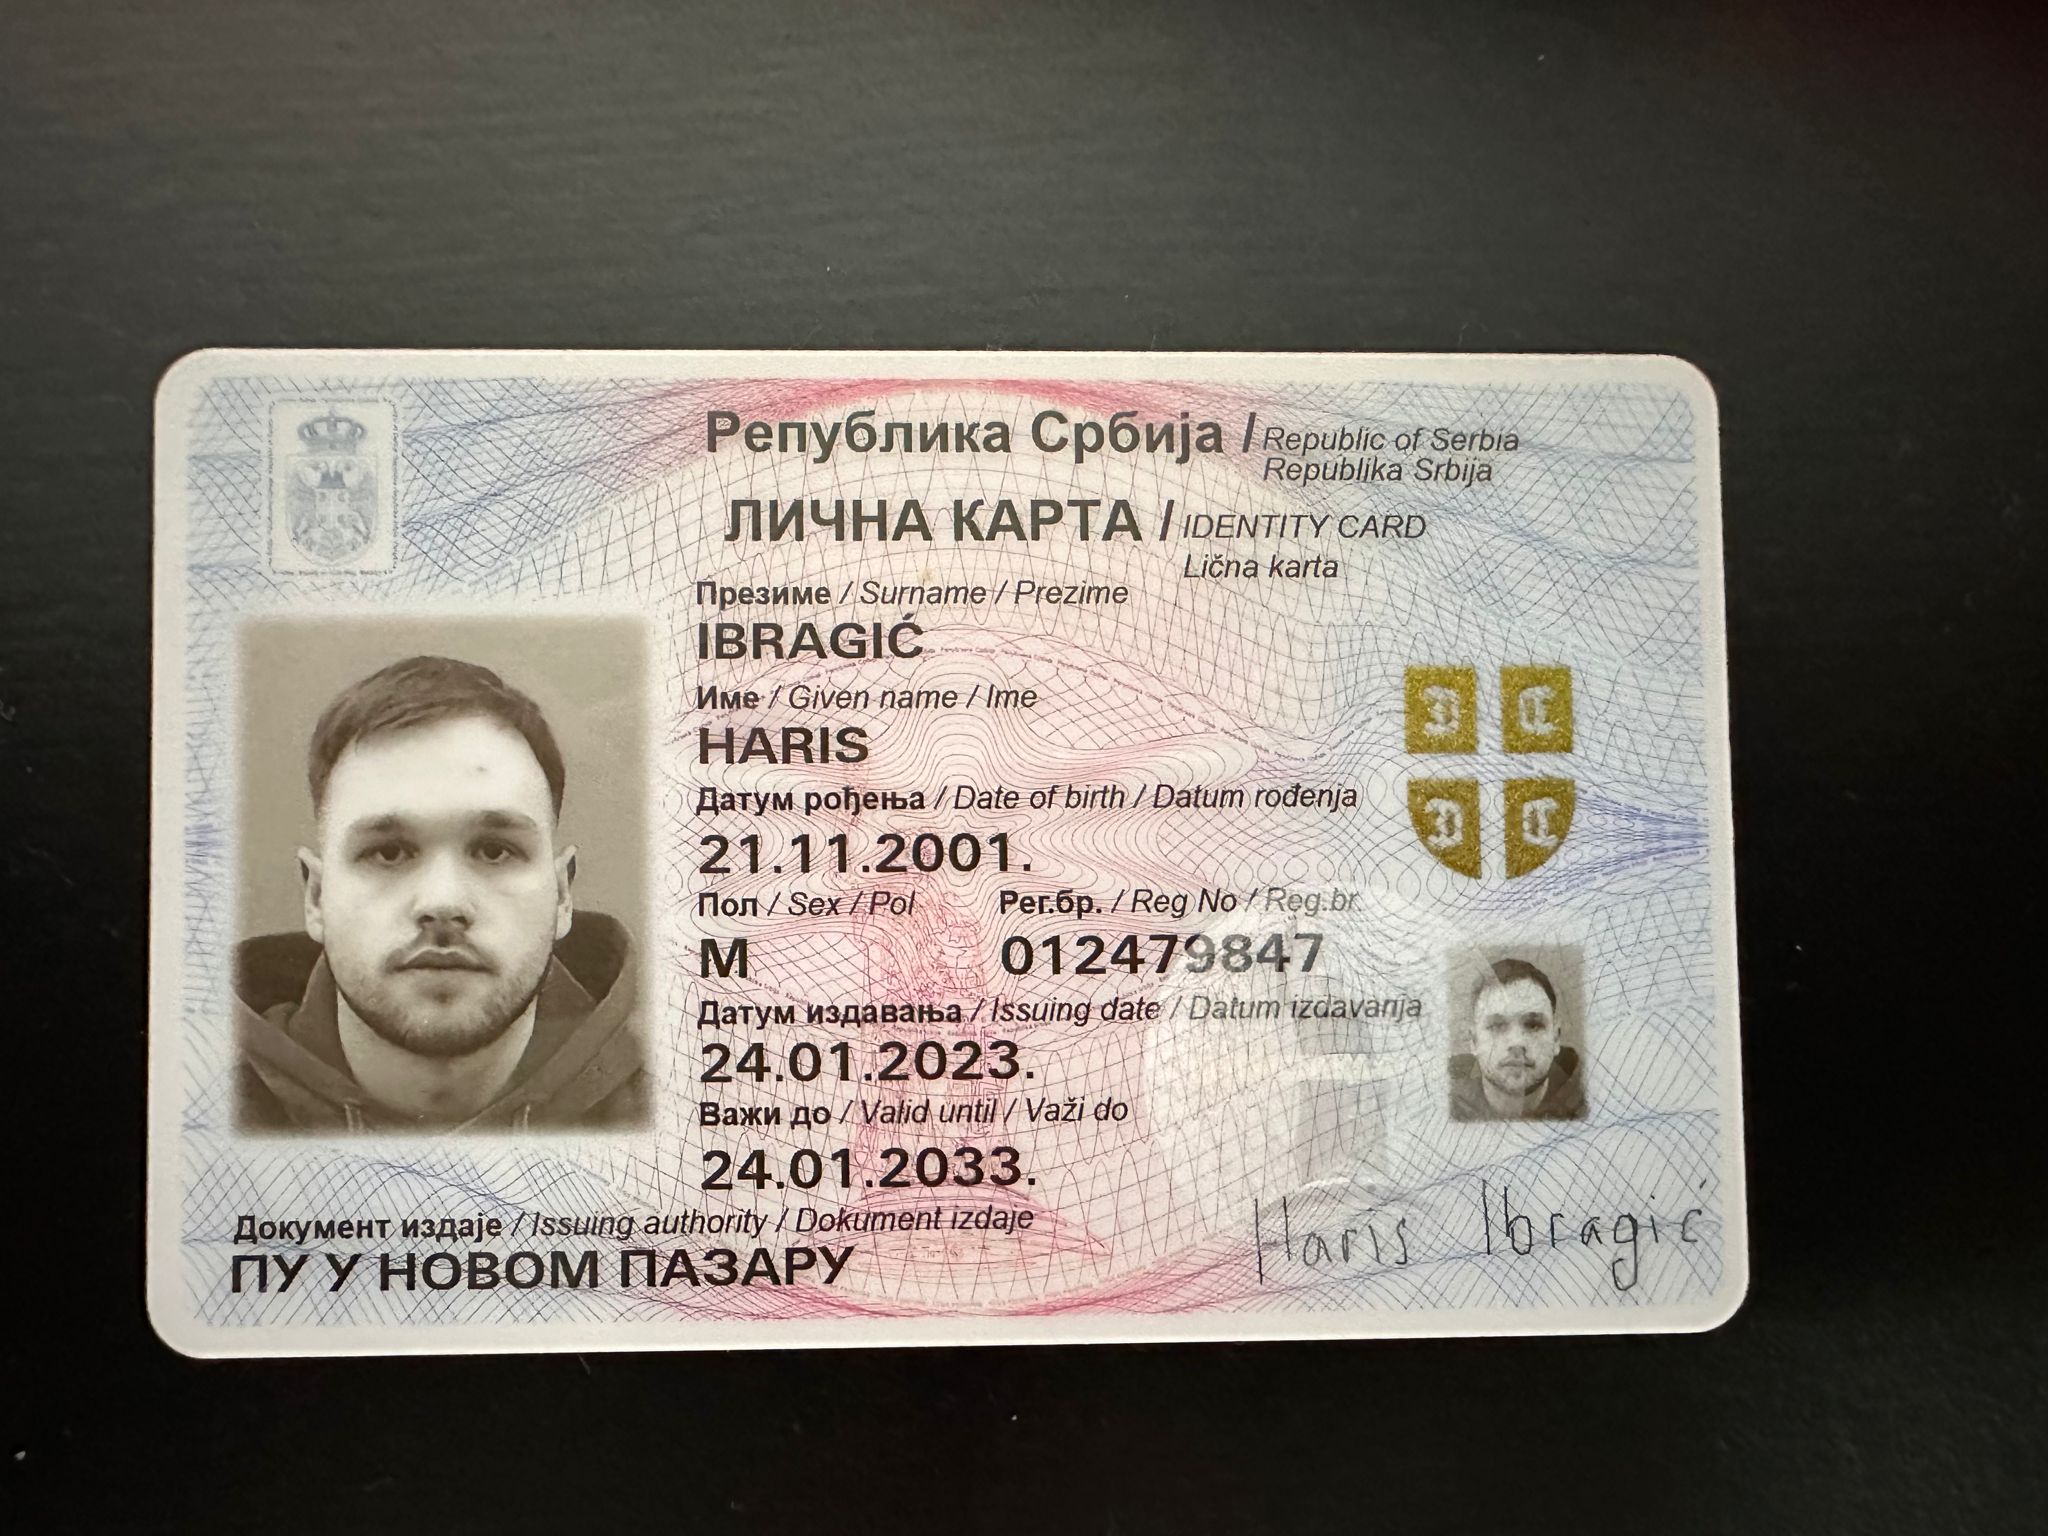 Република Србија / Republic of Serbia
Republika Srbija
ЛИЧНА КАРТА / IDENTITY CARD
Lična karta
Презиме / Surname / Prezime
IBRAGIĆ
Име / Given name / Ime
HARIS
Датум рођења / Date of birth / Datum rođenja
21.11.2001.
Пол / Sex / Pol Рег.бр. / Reg No / Reg.br.
M 012479847
Датум издавања / Issuing date / Datum izdavanja
24.01.2023.
Важи до / Valid until / Važi do
24.01.2033.
Документ издаје / Issuing authority / Dokument izdaje
ПУ У НОВОМ ПАЗАРУ
Haris Ibragić